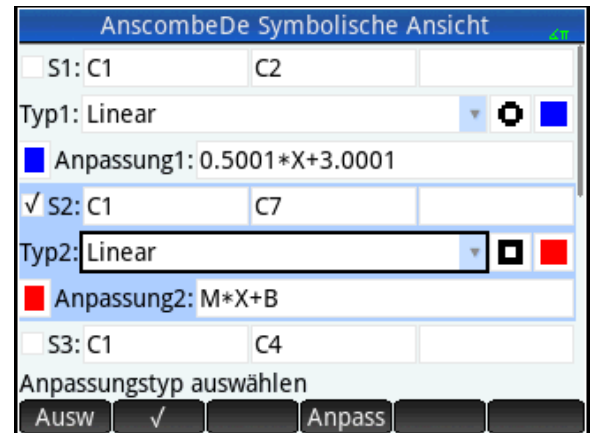 AnscombeDe Symbolische Ansicht ∡π
S1: C1 C2
Typ1: Linear
Anpassung1: 0.5001*X+3.0001
√ S2: C1 C7
Typ2: Linear
Anpassung2: M*X+B
S3: C1 C4
Anpassungstyp auswählen
Ausw √ Anpass